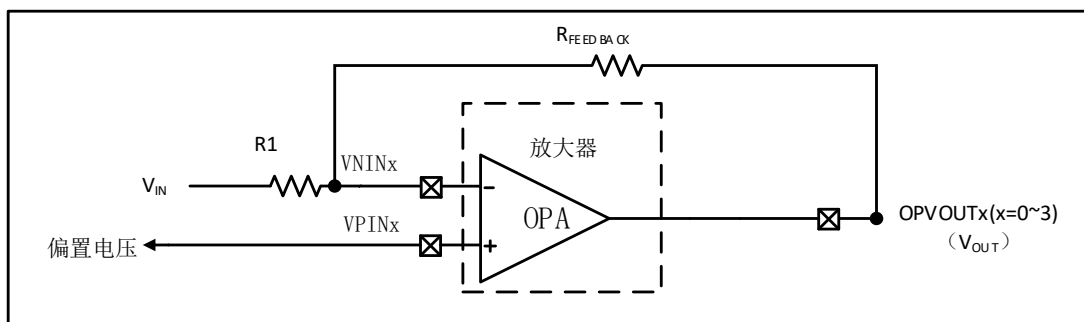 RFEEDBACK
R1
放大器
VNINx
VIN
-
OPA
VPINx
+
偏置电压
OPVOUTx(x=0~3)
（VOUT）